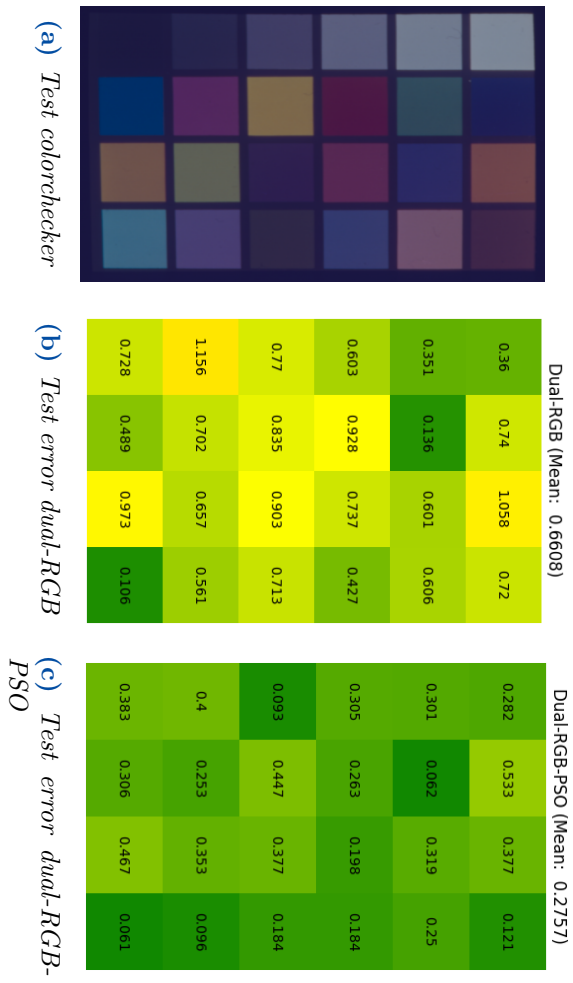 (a) Test colorchecker
Dual-RGB (Mean: 0.6608)
0.36 0.74 1.058 0.72
0.351 0.136 0.601 0.606
0.603 0.928 0.737 0.427
0.77 0.835 0.903 0.713
1.156 0.702 0.657 0.561
0.728 0.489 0.973 0.106
(b) Test error dual-RGB
Dual-RGB-PSO (Mean: 0.2757)
0.282 0.533 0.377 0.121
0.301 0.062 0.319 0.25
0.305 0.263 0.198 0.184
0.093 0.447 0.377 0.184
0.4 0.253 0.353 0.096
0.383 0.306 0.467 0.061
(c) Test error dual-RGB-
PSO